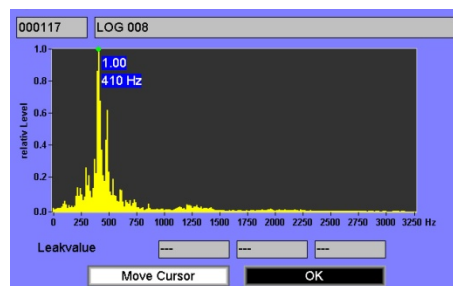 000117 LOG 008
1.0
1.00
410 Hz
0.8
0.6
0.4
0.2
0.0
relativ Level
0 250 500 750 1000 1250 1500 1750 2000 2250 2500 2750 3000 3250 Hz
Leakvalue --- --- ---
Move Cursor OK